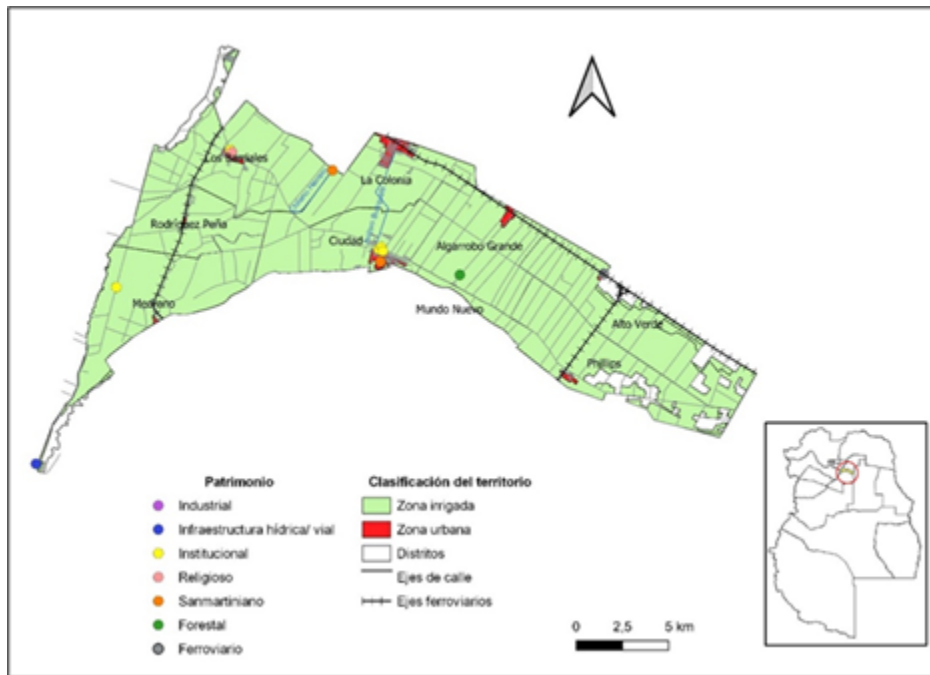 Los Barriales
La Colonia
Rodríguez Peña
Ciudad
Algarrobo Grande
Medrano
Mundo Nuevo
Alto Verde
Phillips
Patrimonio
Industrial
Infraestructura hídrica/ vial
Institucional
Religioso
Sanmartiniano
Forestal
Ferroviario
Clasificación del territorio
Zona irrigada
Zona urbana
Distritos
Ejes de calle
Ejes ferroviarios
0 2,5 5 km